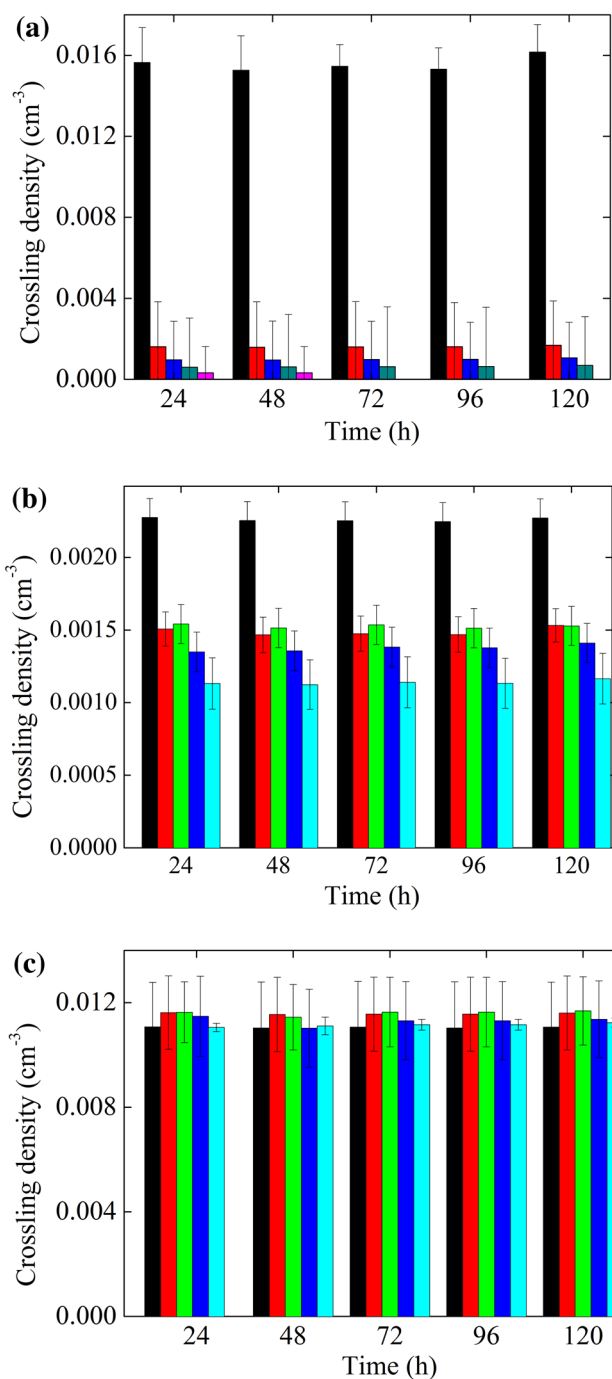 (a)
Crossling density (cm-3)
0.016
0.012
0.008
0.004
0.000
24 48 72 96 120
Time (h)
(b)
Crossling density (cm-3)
0.0020
0.0015
0.0010
0.0005
0.0000
24 48 72 96 120
Time (h)
(c)
Crossling density (cm-3)
0.012
0.008
0.004
0.000
24 48 72 96 120
Time (h)